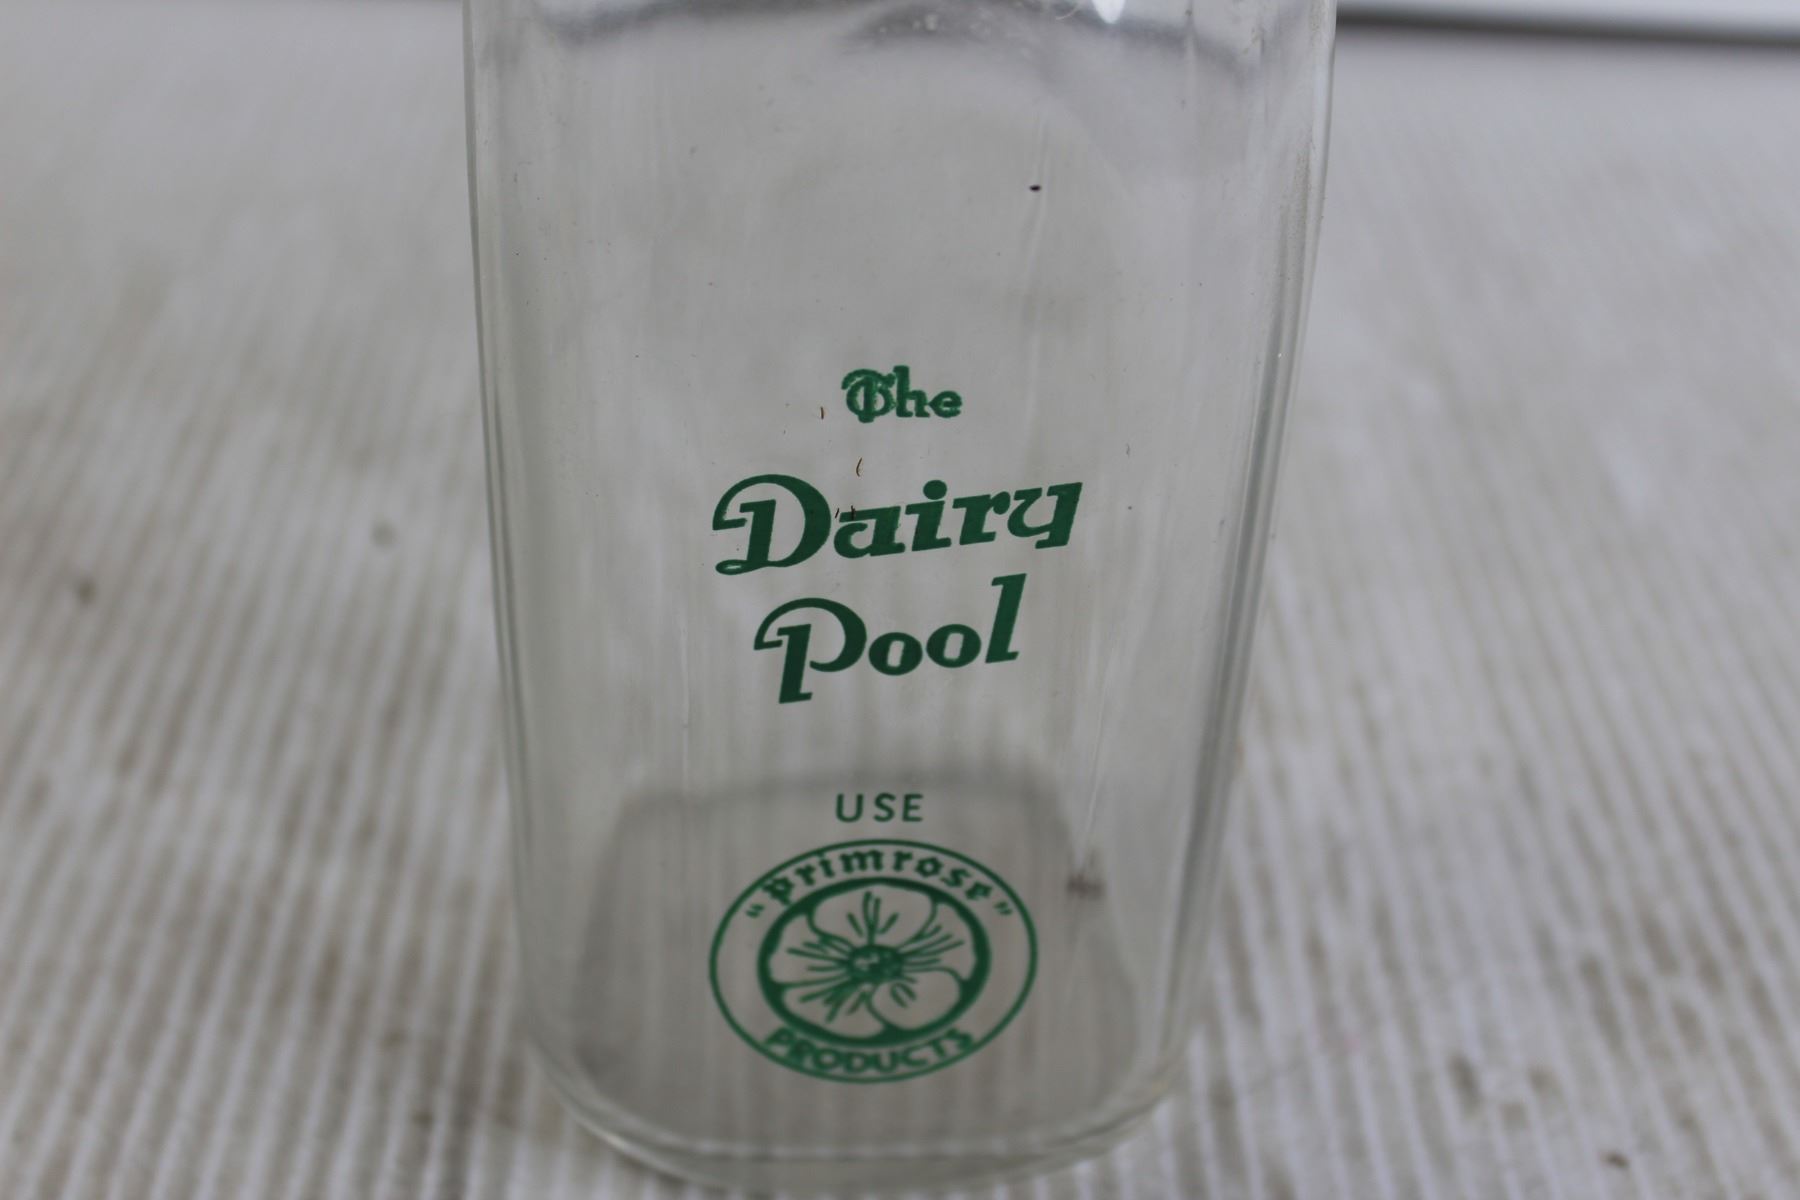 The
Dairy
Pool
USE
"Primrose"
PRODUCTS